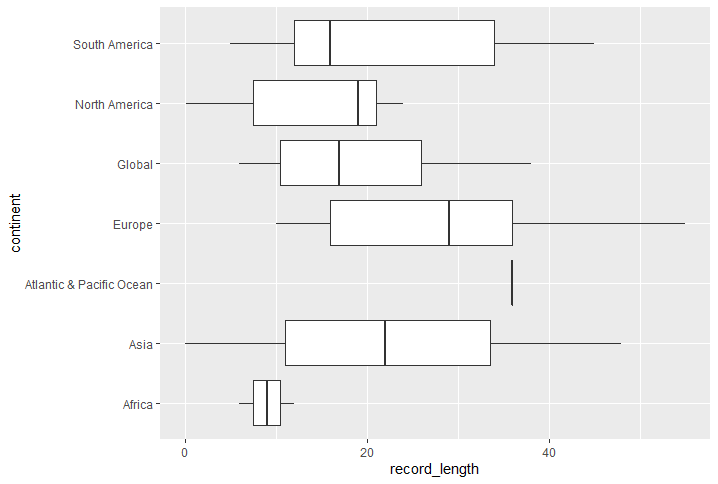 South America
North America
Global
Europe
Atlantic & Pacific Ocean
Asia
Africa
continent
0 20 40
record_length